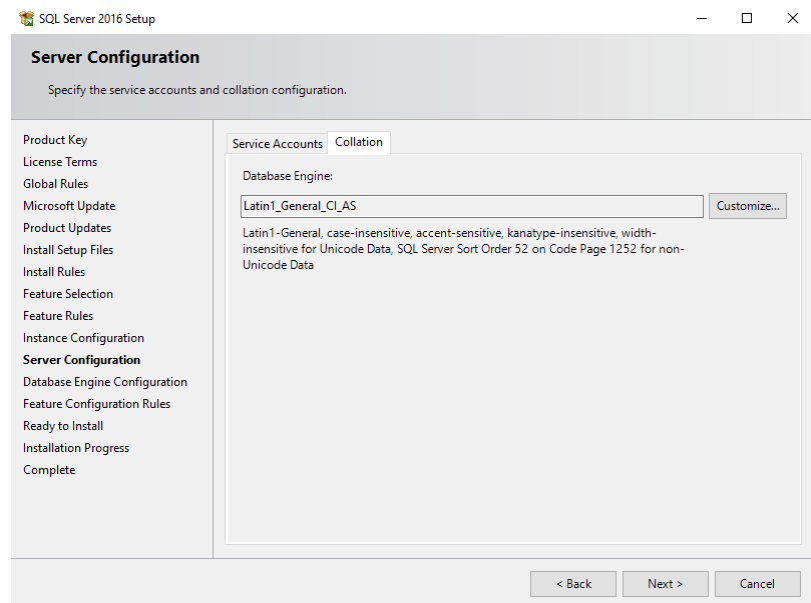 SQL Server 2016 Setup
Server Configuration
Specify the service accounts and collation configuration.
Product Key
License Terms
Global Rules
Microsoft Update
Product Updates
Install Setup Files
Install Rules
Feature Selection
Feature Rules
Instance Configuration
Server Configuration
Database Engine Configuration
Feature Configuration Rules
Ready to Install
Installation Progress
Complete
Service Accounts Collation
Database Engine:
Latin1_General_CI_AS Customize...
Latin1-General, case-insensitive, accent-sensitive, kanatype-insensitive, width-
insensitive for Unicode Data, SQL Server Sort Order 52 on Code Page 1252 for non-
Unicode Data
< Back Next > Cancel